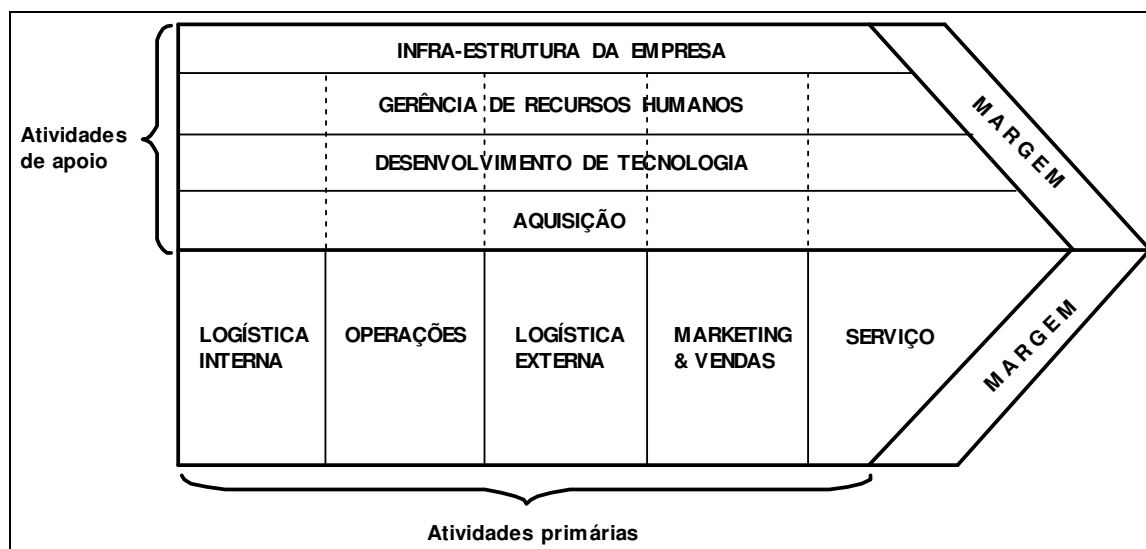 INFRA-ESTRUTURA DA EMPRESA
GERÊNCIA DE RECURSOS HUMANOS
Atividades
de apoio
DESENVOLVIMENTO DE TECNOLOGIA
AQUISIÇÃO
MARGEM
LOGÍSTICA
INTERNA
OPERAÇÕES
LOGÍSTICA
EXTERNA
MARKETING
& VENDAS
SERVIÇO
MARGEM
Atividades primárias